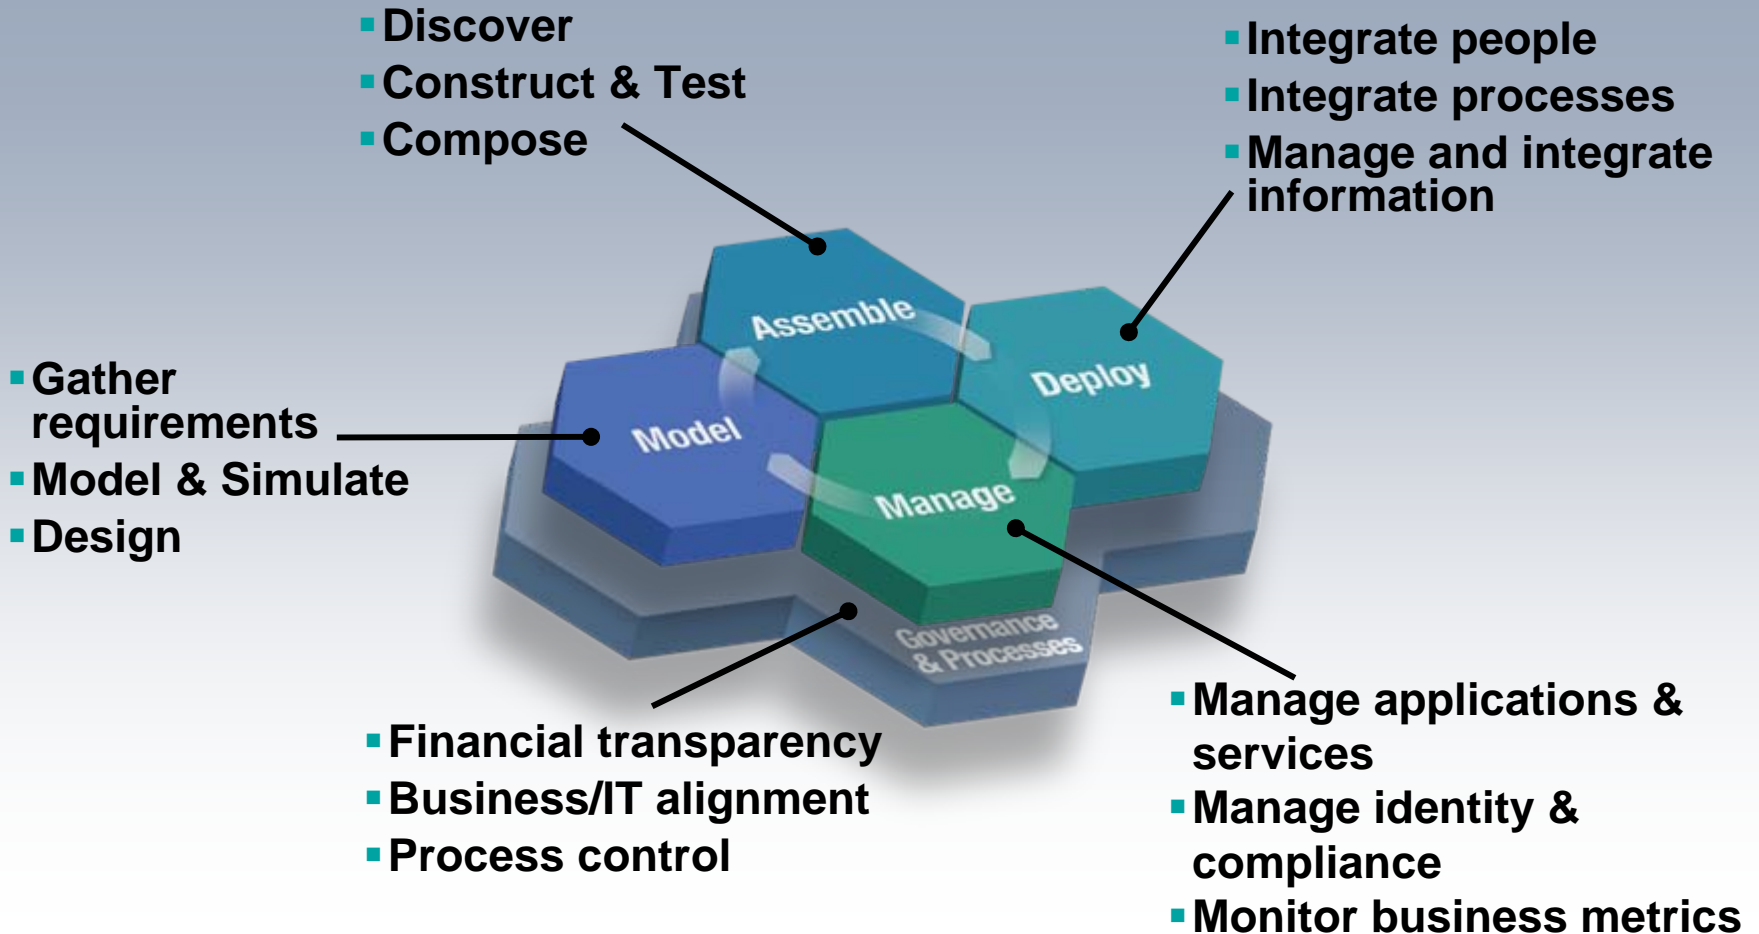 Discover
Construct & Test
Compose
Integrate people
Integrate processes
Manage and integrate
information
Assemble
Deploy
Gather
requirements
Model & Simulate
Design
Model
Manage
Governance
& Processes
Financial transparency
Business/IT alignment
Process control
Manage applications &
services
Manage identity &
compliance
Monitor business metrics